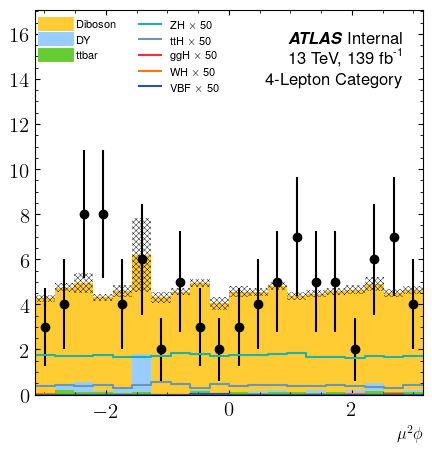 Diboson
DY
ttbar
ZH × 50
ttH × 50
ggH × 50
WH × 50
VBF × 50
ATLAS Internal
13 TeV, 139 fb⁻¹
4-Lepton Category
16
14
12
10
8
6
4
2
0
−2 0 2
μ²φ